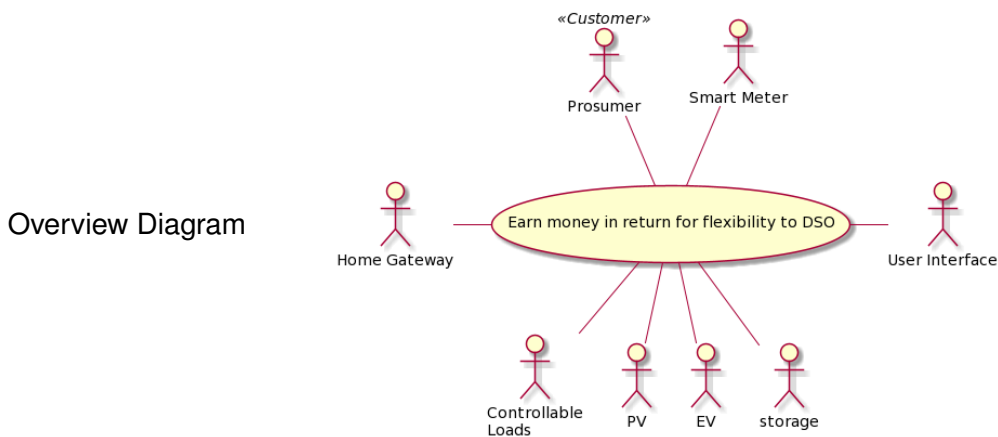 «Customer»
Prosumer
Smart Meter
Overview Diagram
Home Gateway
Earn money in return for flexibility to DSO
User Interface
Controllable
Loads
PV
EV
storage